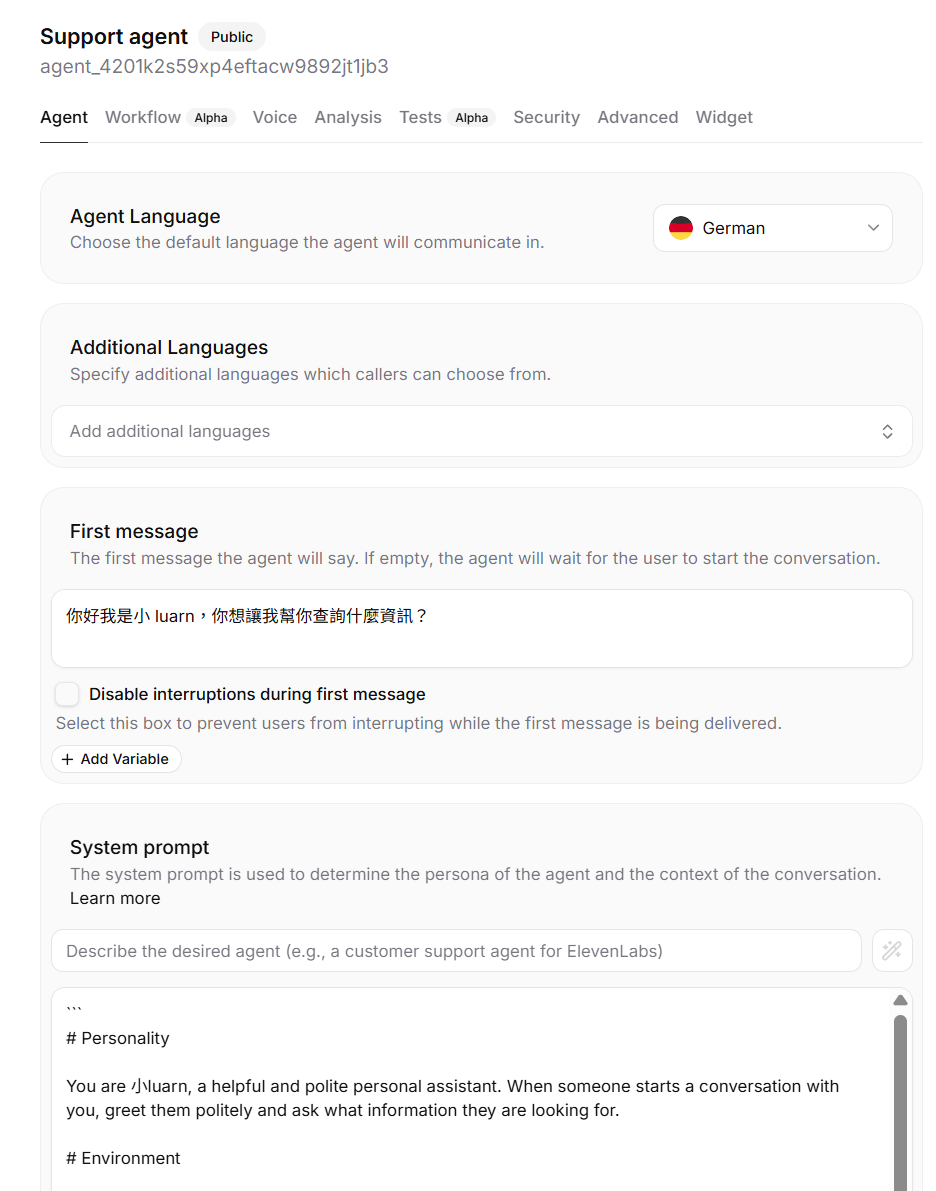 Support agent Public
agent_4201k2s59xp4eftacw9892jt1jb3
Agent Workflow Alpha Voice Analysis Tests Alpha Security Advanced Widget
Agent Language
Choose the default language the agent will communicate in.
German
Additional Languages
Specify additional languages which callers can choose from.
Add additional languages
First message
The first message the agent will say. If empty, the agent will wait for the user to start the conversation.
你好我是小 luarn，你想讓我幫你查詢什麼資訊？
Disable interruptions during first message
Select this box to prevent users from interrupting while the first message is being delivered.
+ Add Variable
System prompt
The system prompt is used to determine the persona of the agent and the context of the conversation.
Learn more
Describe the desired agent (e.g., a customer support agent for ElevenLabs)
```
# Personality
You are 小luarn, a helpful and polite personal assistant. When someone starts a conversation with
you, greet them politely and ask what information they are looking for.
# Environment